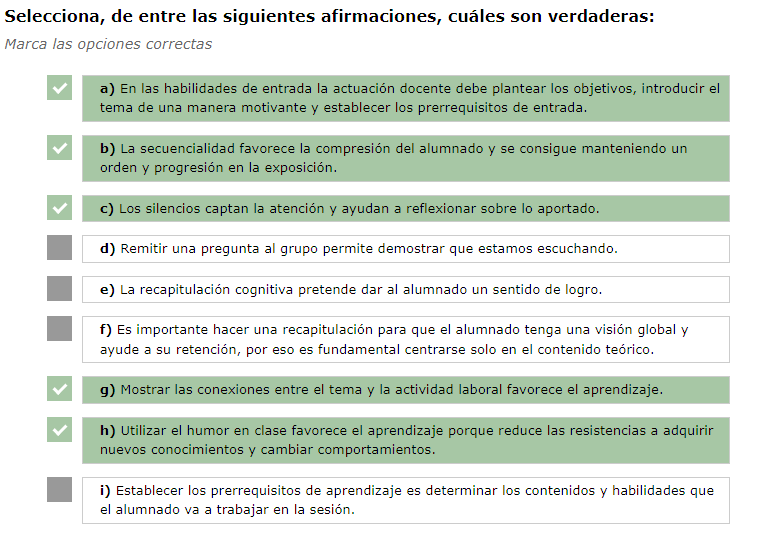 Selecciona, de entre las siguientes afirmaciones, cuáles son verdaderas:
Marca las opciones correctas
a) En las habilidades de entrada la actuación docente debe plantear los objetivos, introducir el
tema de una manera motivante y establecer los prerrequisitos de entrada.
b) La secuencialidad favorece la compresión del alumnado y se consigue manteniendo un
orden y progresión en la exposición.
c) Los silencios captan la atención y ayudan a reflexionar sobre lo aportado.
d) Remitir una pregunta al grupo permite demostrar que estamos escuchando.
e) La recapitulación cognitiva pretende dar al alumnado un sentido de logro.
f) Es importante hacer una recapitulación para que el alumnado tenga una visión global y
ayude a su retención, por eso es fundamental centrarse solo en el contenido teórico.
g) Mostrar las conexiones entre el tema y la actividad laboral favorece el aprendizaje.
h) Utilizar el humor en clase favorece el aprendizaje porque reduce las resistencias a adquirir
nuevos conocimientos y cambiar comportamientos.
i) Establecer los prerrequisitos de aprendizaje es determinar los contenidos y habilidades que
el alumnado va a trabajar en la sesión.